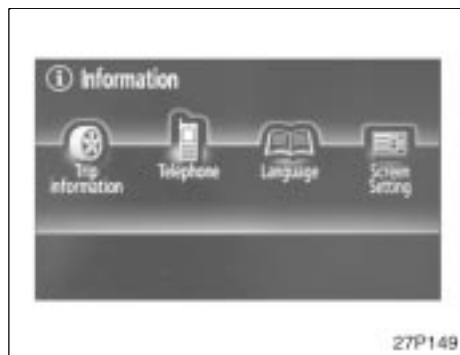 i Information
Trip
information
Telephone
Language
Screen
Setting
27P149